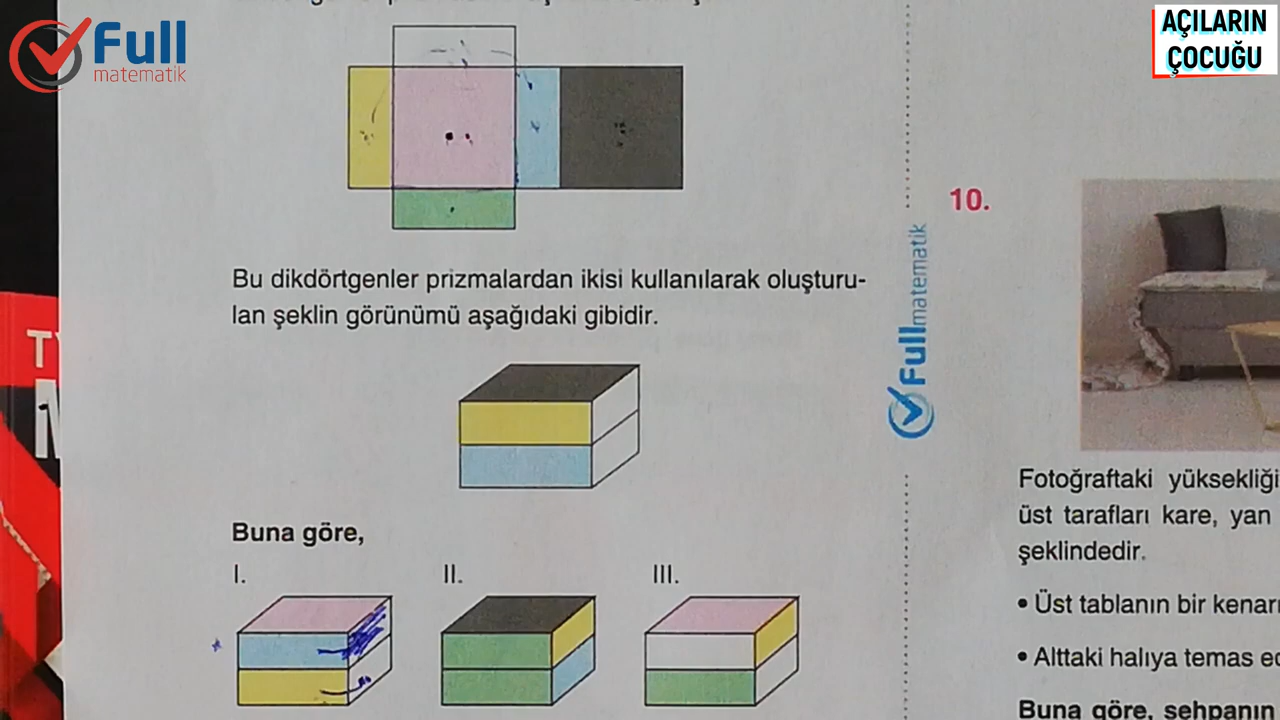 Full
matematik
AÇILARIN
ÇOCUĞU
Bu dikdörtgenler prizmalardan ikisi kullanılarak oluşturu-
lan şeklin görünümü aşağıdaki gibidir.
Buna göre,
I.
II.
III.
Fullmatematik
10.
Fotoğraftaki yüksekliği
üst tarafları kare, yan
şeklindedir.
• Üst tablanın bir kenarı
• Alttaki halıya temas ed
Buna göre, sehpanın